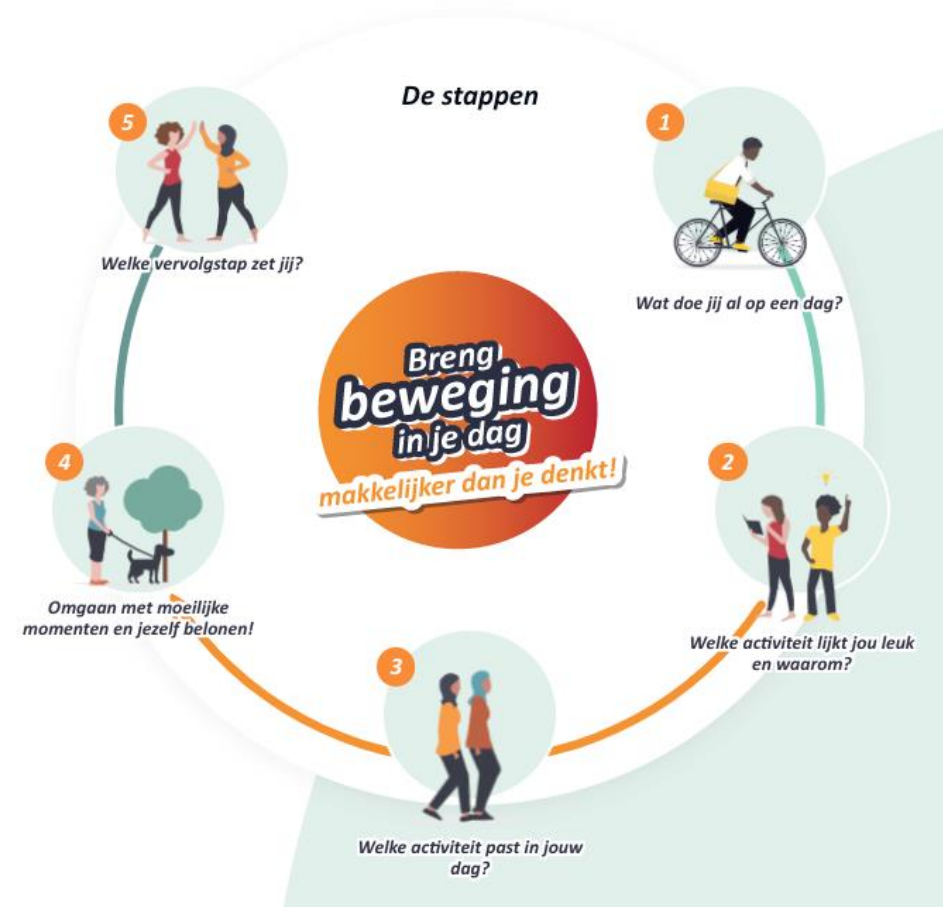 De stappen
1
Wat doe jij al op een dag?
2
Welke activiteit lijkt jou leuk
en waarom?
3
Welke activiteit past in jouw
dag?
4
Omgaan met moeilijke
momenten en jezelf belonen!
5
Welke vervolgstap zet jij?
Breng
beweging
in je dag
makkelijker dan je denkt!